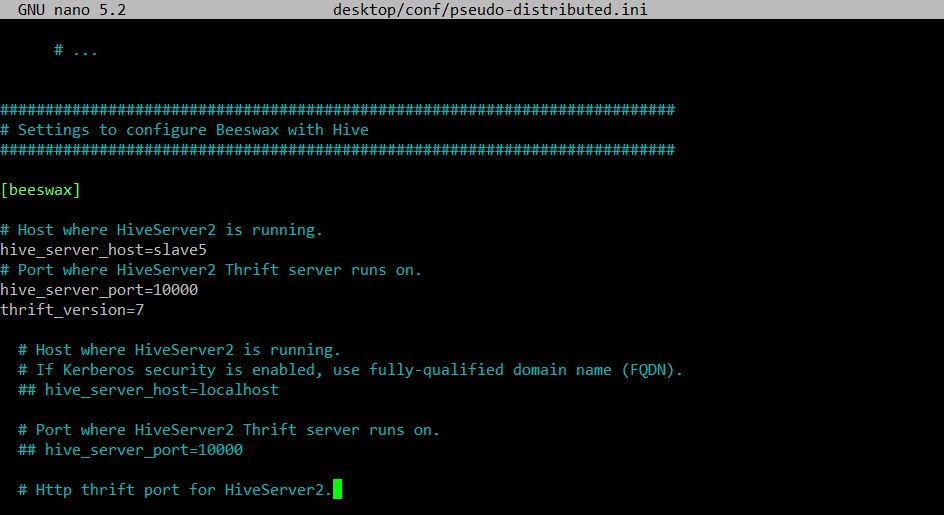 GNU nano 5.2 desktop/conf/pseudo-distributed.ini
# ...
###########################################################################
# Settings to configure Beeswax with Hive
###########################################################################
[beeswax]
# Host where HiveServer2 is running.
hive_server_host=slave5
# Port where HiveServer2 Thrift server runs on.
hive_server_port=10000
thrift_version=7
# Host where HiveServer2 is running.
# If Kerberos security is enabled, use fully-qualified domain name (FQDN).
## hive_server_host=localhost
# Port where HiveServer2 Thrift server runs on.
## hive_server_port=10000
# Http thrift port for HiveServer2.